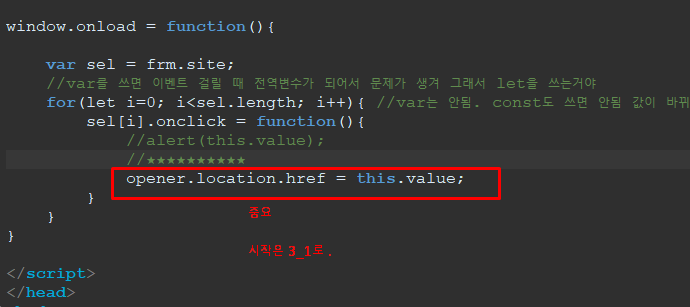 window.onload = function(){
var sel = frm.site;
//var를 쓰면 이벤트 걸릴 때 전역변수가 되어서 문제가 생겨 그래서 let을 쓰는거야
for(let i=0; i<sel.length; i++){ //var는 안됨. const도 쓰면 안됨 값이 바뀌
sel[i].onclick = function(){
//alert(this.value);
//★★★★★★★★★★
opener.location.href = this.value;
}
중요
}
시작은 3_1로 .
}
</script>
</head>